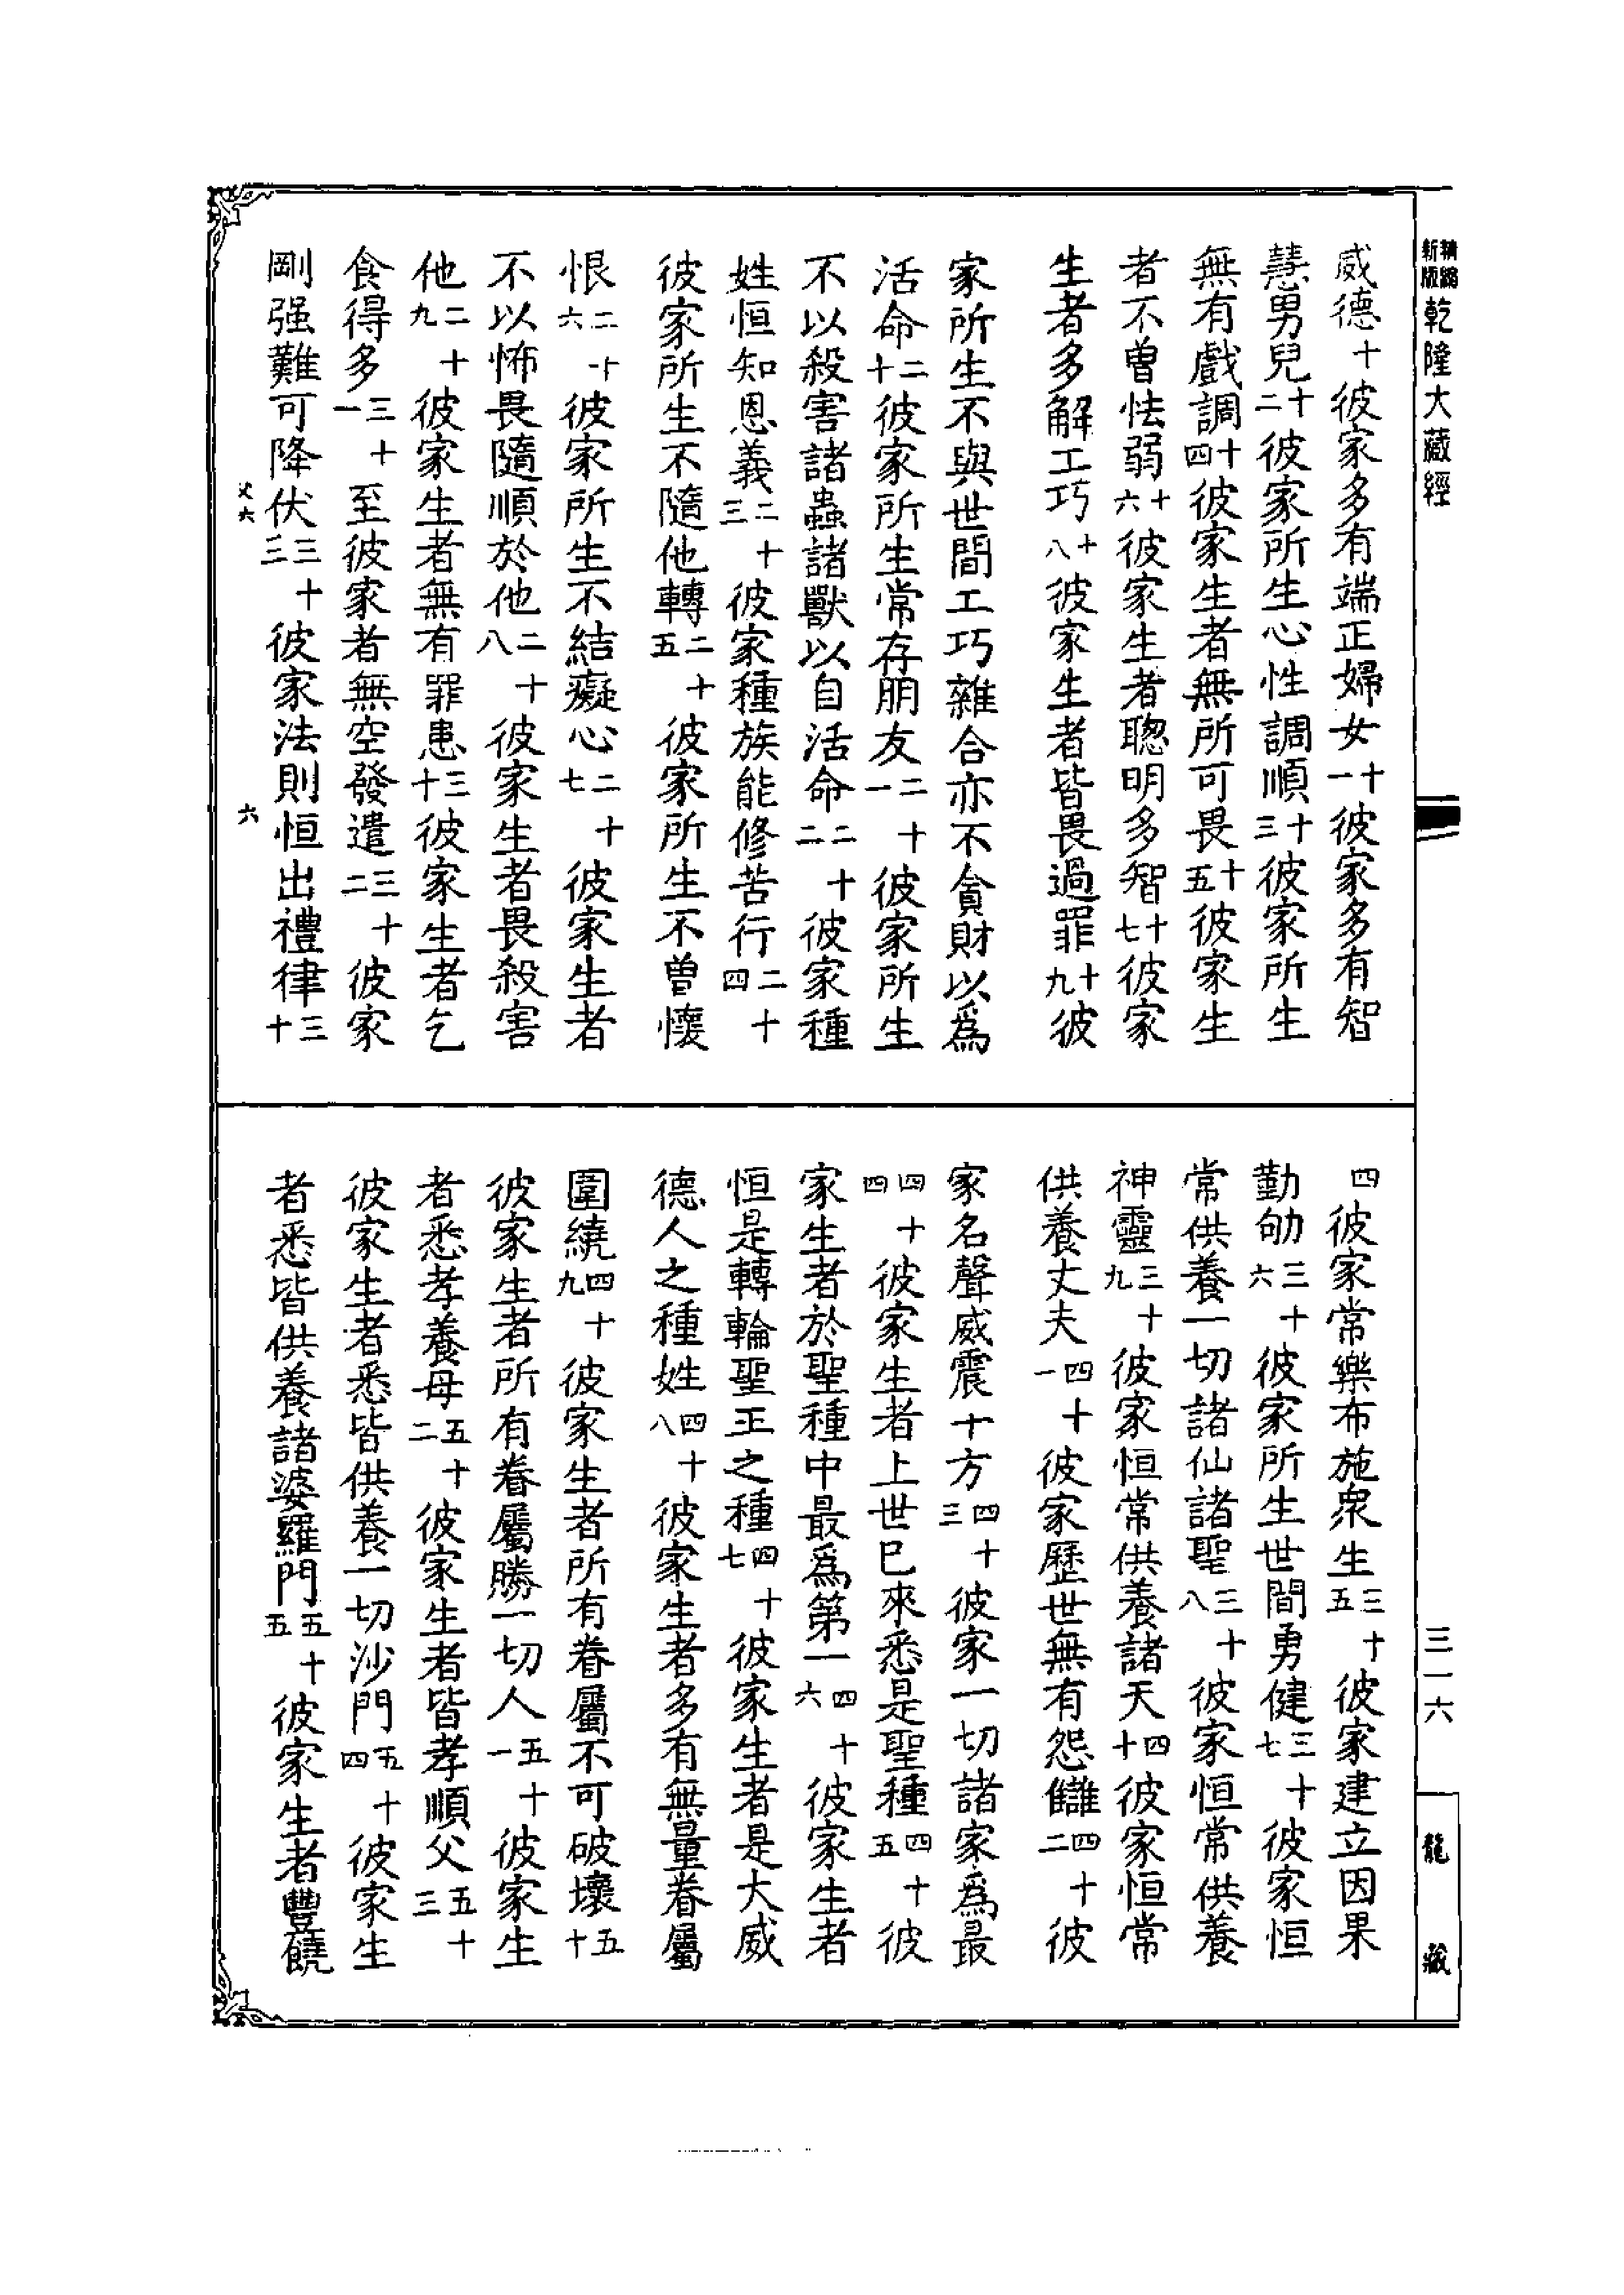 新版精縮乾隆大藏經
威德十彼家多有端正婦女十一彼家多有智
慧男兒十二彼家所生心性調順十三彼家所生
無有戲調十四彼家生者無所可畏十五彼家生
者不曾怯弱十六彼家生者聰明多智十七彼家
生者多解工巧十八彼家生者皆畏過罪十九彼
家所生不與世間工巧雜合亦不貪財以爲
活命二十彼家所生常存朋友二十一彼家所生
不以殺害諸蟲諸獸以自活命二十二彼家種
姓恒知恩義二十三彼家種族能修苦行二十四
彼家所生不隨他轉二十五彼家所生不曾懷
恨二十六彼家所生不結癡心二十七彼家生者
不以怖畏隨順於他二十八彼家生者畏殺害
他二十九彼家生者無有罪患三十彼家生者乞
食得多三十一至彼家者無空發遣三十二彼家
剛强難可降伏三十三彼家法則恒出禮律三十
父六
六
四彼家常樂布施衆生三十五彼家建立因果
勤劬三十六彼家所生世間勇健三十七彼家恒
常供養一切諸仙諸聖三十八彼家恒常供養
神靈三十九彼家恒常供養諸天四十彼家恒常
供養丈夫四十一彼家歷世無有怨讎四十二彼
家名聲威震十方四十三彼家一切諸家爲最
四十四彼家生者上世已來悉是聖種四十五彼
家生者於聖種中最爲第一四十六彼家生者
恒是轉輪聖王之種四十七彼家生者是大威
德人之種姓四十八彼家生者多有無量眷屬
圍繞四十九彼家生者所有眷屬不可破壞五十
彼家生者所有眷屬勝一切人五十一彼家生
者悉孝養母五十二彼家生者皆孝順父五十三
彼家生者悉皆供養一切沙門五十四彼家生
者悉皆供養諸婆羅門五十五彼家生者豐饒
三一六
龍藏